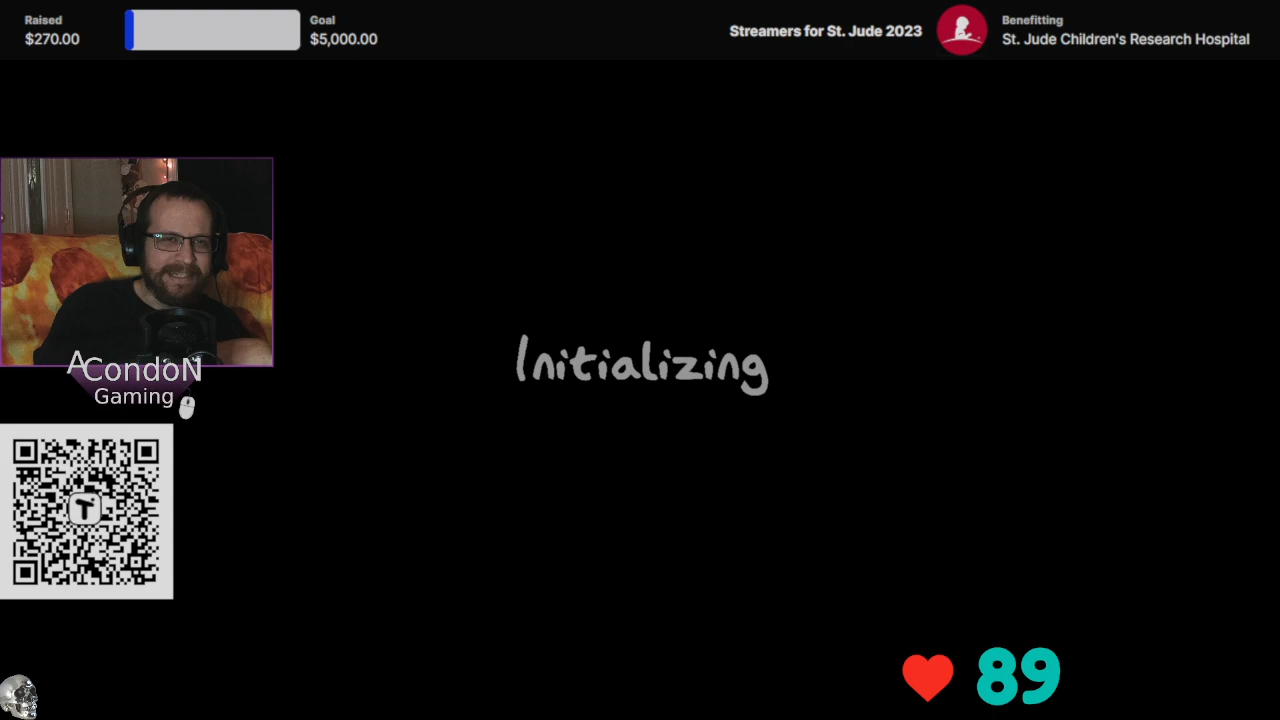 Raised
$270.00
Goal
$5,000.00
Streamers for St. Jude 2023
Benefitting
St. Jude Children's Research Hospital
ACondoN
Gaming
T
Initializing
89